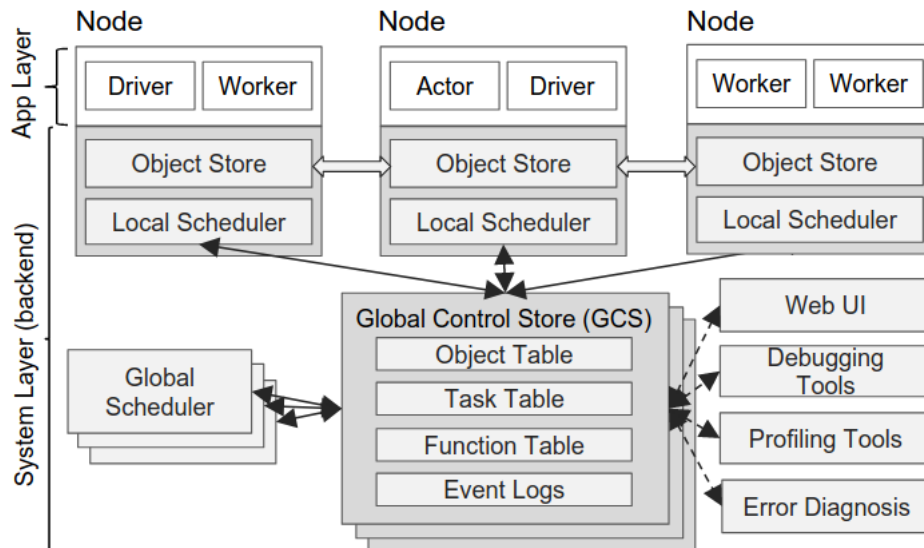 Node
Node
Node
App Layer
Driver
Worker
Actor
Driver
Worker
Worker
Object Store
Object Store
Object Store
Local Scheduler
Local Scheduler
Local Scheduler
System Layer (backend)
Global Control Store (GCS)
Object Table
Task Table
Function Table
Event Logs
Global
Scheduler
Web UI
Debugging
Tools
Profiling Tools
Error Diagnosis